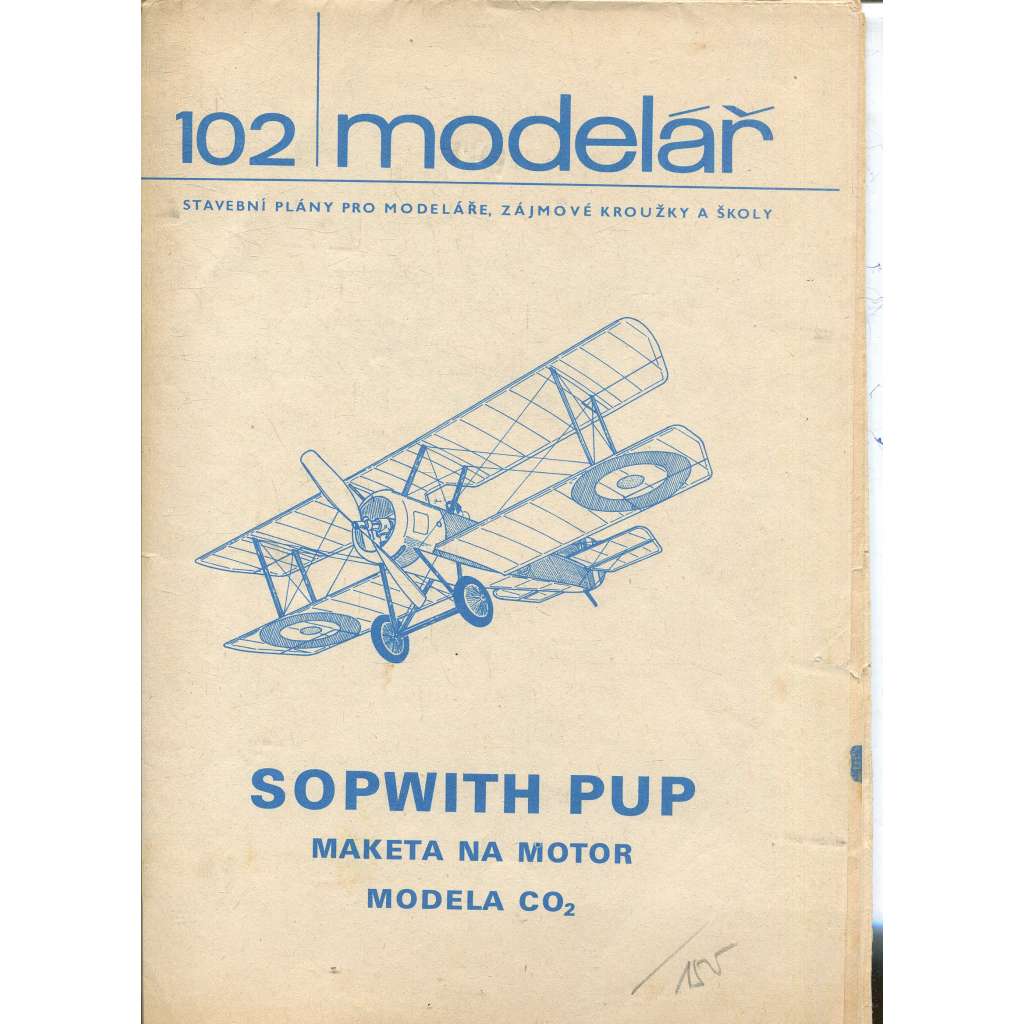 102 modelář
STAVEBNÍ PLÁNY PRO MODELÁŘE, ZÁJMOVÉ KROUŽKY A ŠKOLY
SOPWITH PUP
MAKETA NA MOTOR
MODELA CO₂